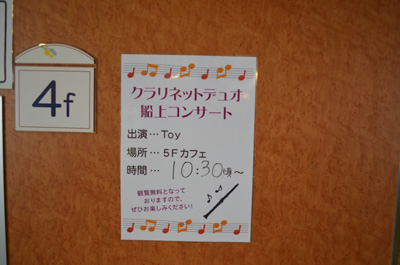 4f
クラリネットデュオ
船上コンサート
出演…Toy
場所…5Fカフェ
時間…10:30頃~
観覧無料となって
おりますので、
ぜひお楽しみください!